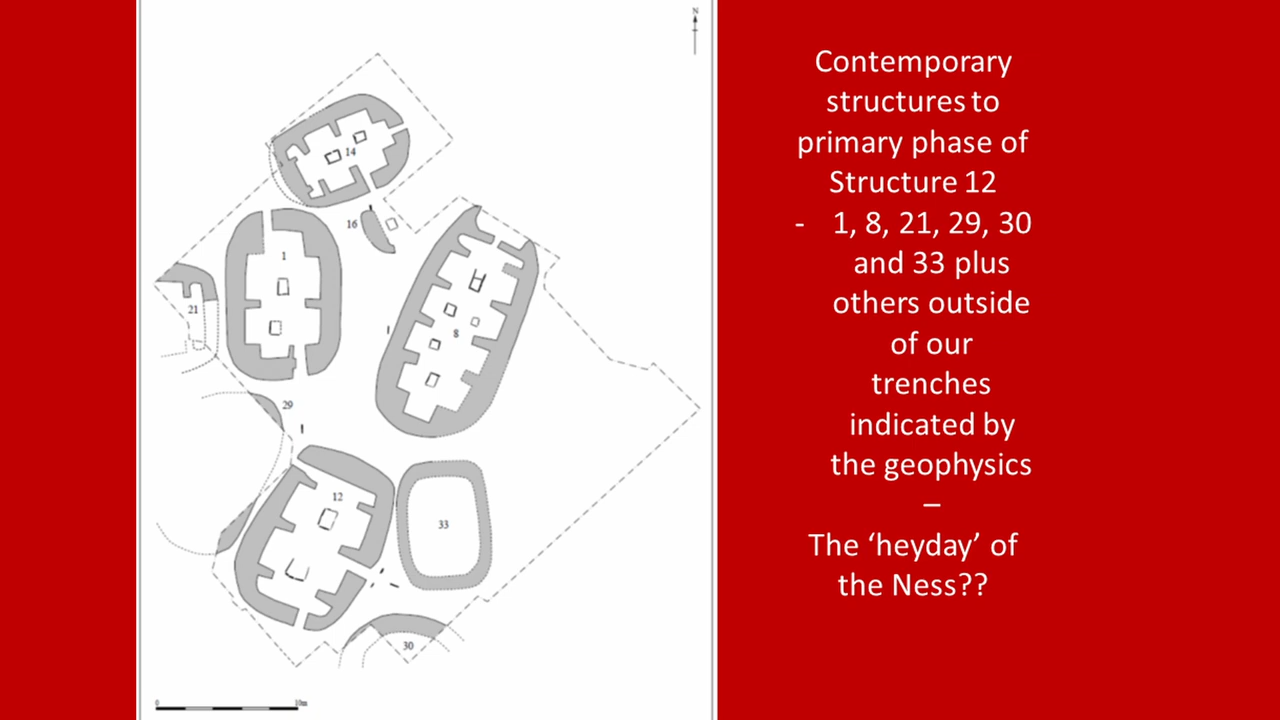 N
14
16
1
21
8
29
12
33
30
0
10m
Contemporary
structures to
primary phase of
Structure 12
- 1, 8, 21, 29, 30
and 33 plus
others outside
of our
trenches
indicated by
the geophysics
–
The ‘heyday’ of
the Ness??